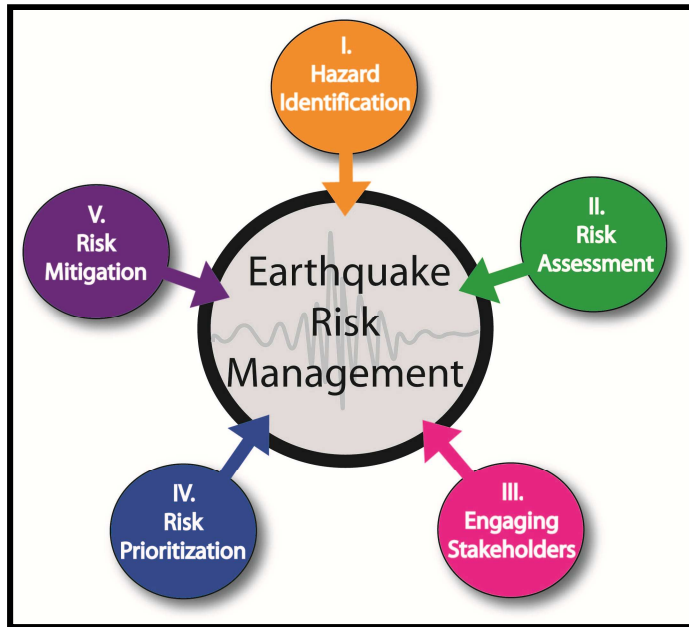 I.
Hazard
Identification
II.
Risk
Assessment
III.
Engaging
Stakeholders
IV.
Risk
Prioritization
V.
Risk
Mitigation
Earthquake
Risk
Management